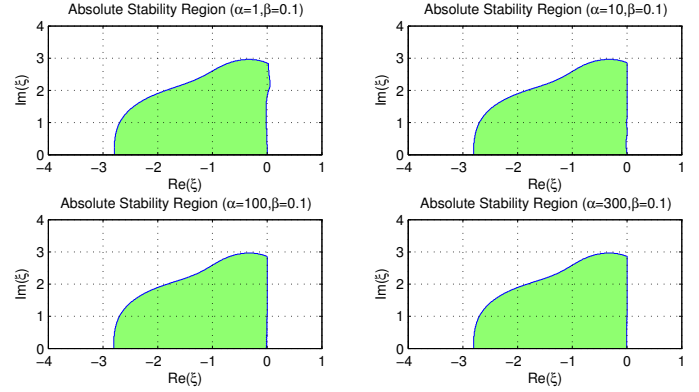 Absolute Stability Region (α=1,β=0.1)
Im(ξ)
4
3
2
1
0
−4 −3 −2 −1 0 1
Re(ξ)
Absolute Stability Region (α=10,β=0.1)
Im(ξ)
4
3
2
1
0
−4 −3 −2 −1 0 1
Re(ξ)
Absolute Stability Region (α=100,β=0.1)
Im(ξ)
4
3
2
1
0
−4 −3 −2 −1 0 1
Re(ξ)
Absolute Stability Region (α=300,β=0.1)
Im(ξ)
4
3
2
1
0
−4 −3 −2 −1 0 1
Re(ξ)